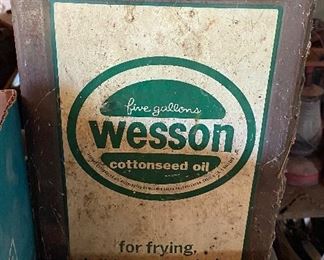 five gallons
wesson
cottonseed oil
for frying,